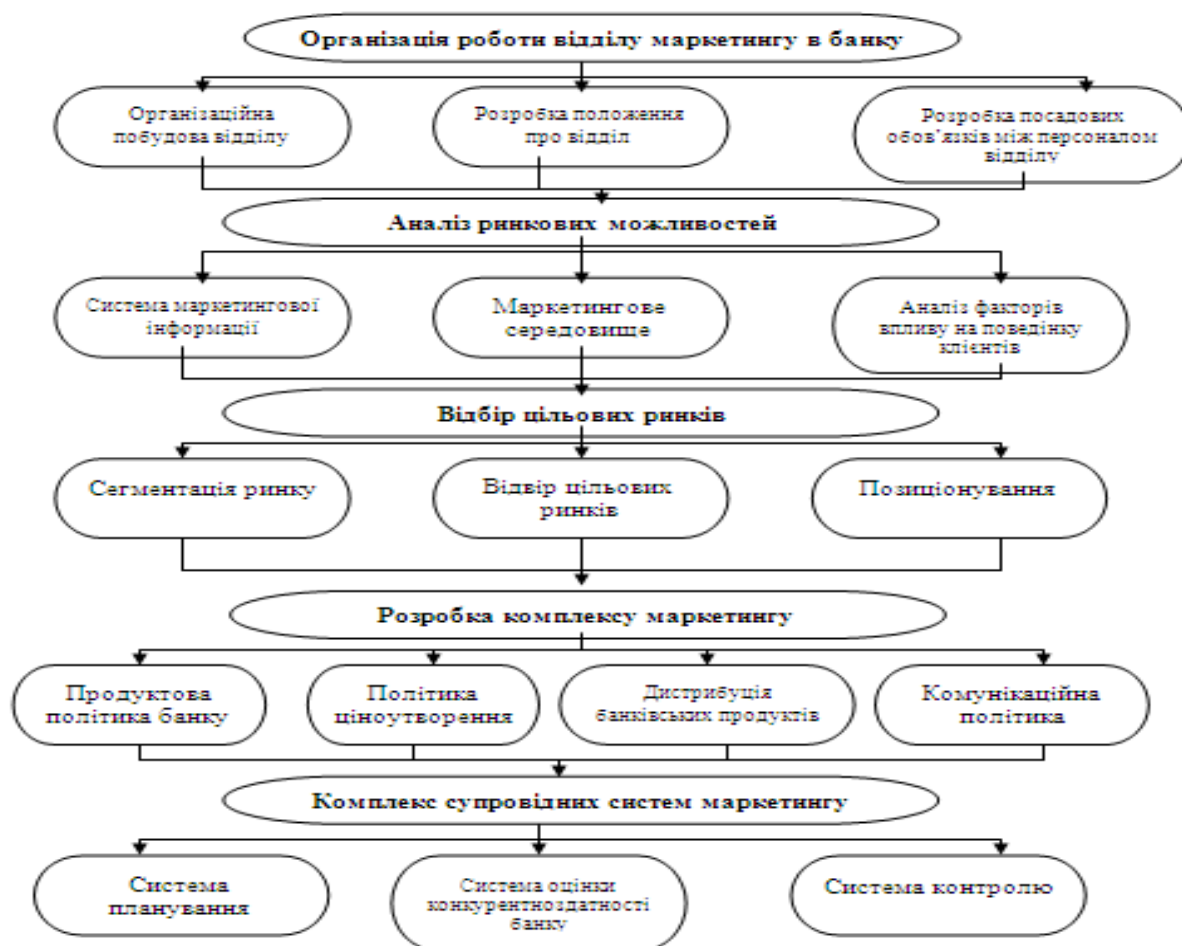 Організація роботи відділу маркетингу в банку
Організаційна
побудова відділу
Розробка положення
про відділ
Розробка посадових
обов’язків між персоналом
відділу
Аналіз ринкових можливостей
Система маркетингової
інформації
Маркетингове
середовище
Аналіз факторів
впливу на поведінку
клієнтів
Відбір цільових ринків
Сегментація ринку
Відвір цільових
ринків
Позиціонування
Розробка комплексу маркетингу
Продуктова
політика банку
Політика
ціноутворення
Дистрибуція
банківських продуктів
Комунікаційна
політика
Комплекс супровідних систем маркетингу
Система
планування
Система оцінки
конкурентноздатності
банку
Система контролю